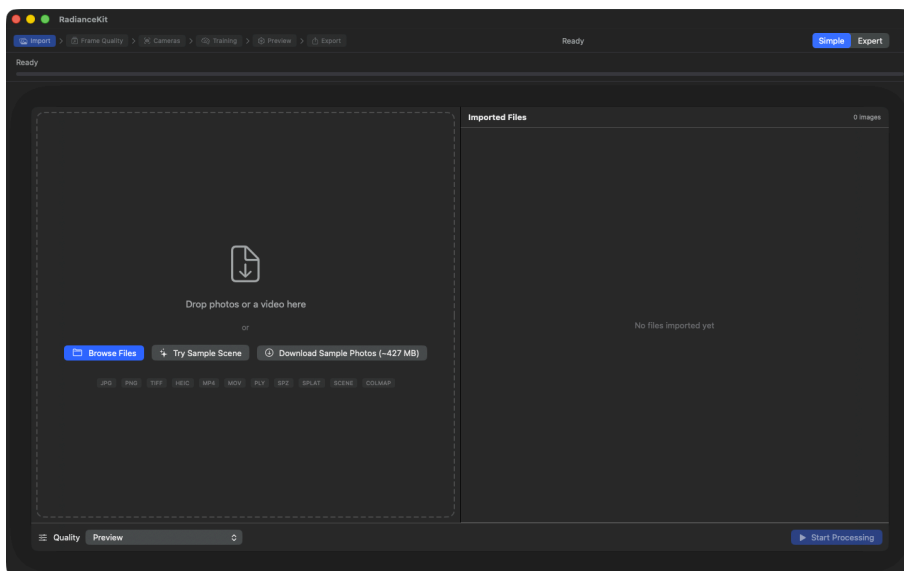 RadianceKit
Import > Frame Quality > Cameras > Training > Preview > Export
Ready
Simple Expert
Ready
Imported Files
0 images
Drop photos or a video here
or
Browse Files
Try Sample Scene
Download Sample Photos (~427 MB)
JPG PNG TIFF HEIC MP4 MOV PLY SPZ SPLAT SCENE COLMAP
No files imported yet
Quality Preview
Start Processing